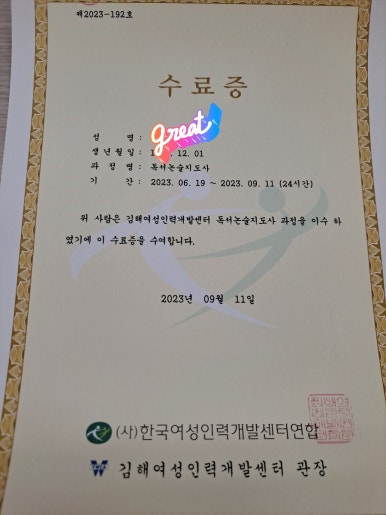 제2023-192호
수료증
성 명 :
great
생년월일 : 1 . 12. 01
과 정 명 : 독서논술지도사
기 간 : 2023. 06. 19 ~ 2023. 09. 11 (24시간)
위 사람은 김해여성인력개발센터 독서논술지도사 과정을 이수 하
였기에 이 수료증을 수여합니다.
2023년 09월 11일
(사)한국여성인력개발센터연합
김해여성인력개발센터 관장